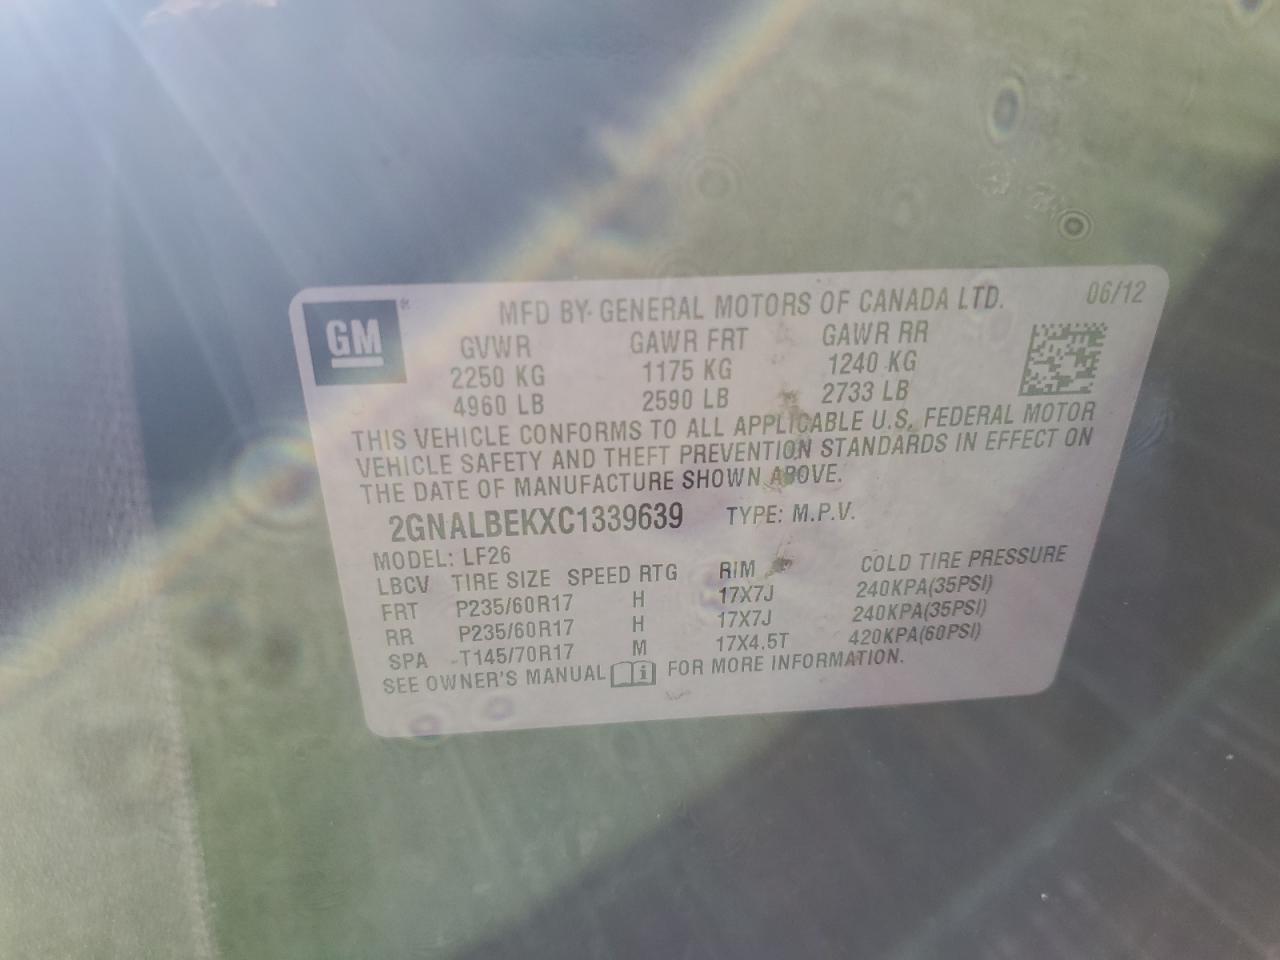 GM®
MFD BY GENERAL MOTORS OF CANADA LTD. 06/12
GVWR GAWR FRT GAWR RR
2250 KG 1175 KG 1240 KG
4960 LB 2590 LB 2733 LB
THIS VEHICLE CONFORMS TO ALL APPLICABLE U.S. FEDERAL MOTOR
VEHICLE SAFETY AND THEFT PREVENTION STANDARDS IN EFFECT ON
THE DATE OF MANUFACTURE SHOWN ABOVE.
2GNALBEKXC1339639 TYPE: M.P.V.
MODEL: LF26
LBCV TIRE SIZE SPEED RTG RIM COLD TIRE PRESSURE
FRT P235/60R17 H 17X7J 240KPA(35PSI)
RR P235/60R17 H 17X7J 240KPA(35PSI)
SPA T145/70R17 M 17X4.5T 420KPA(60PSI)
SEE OWNER'S MANUAL i FOR MORE INFORMATION.